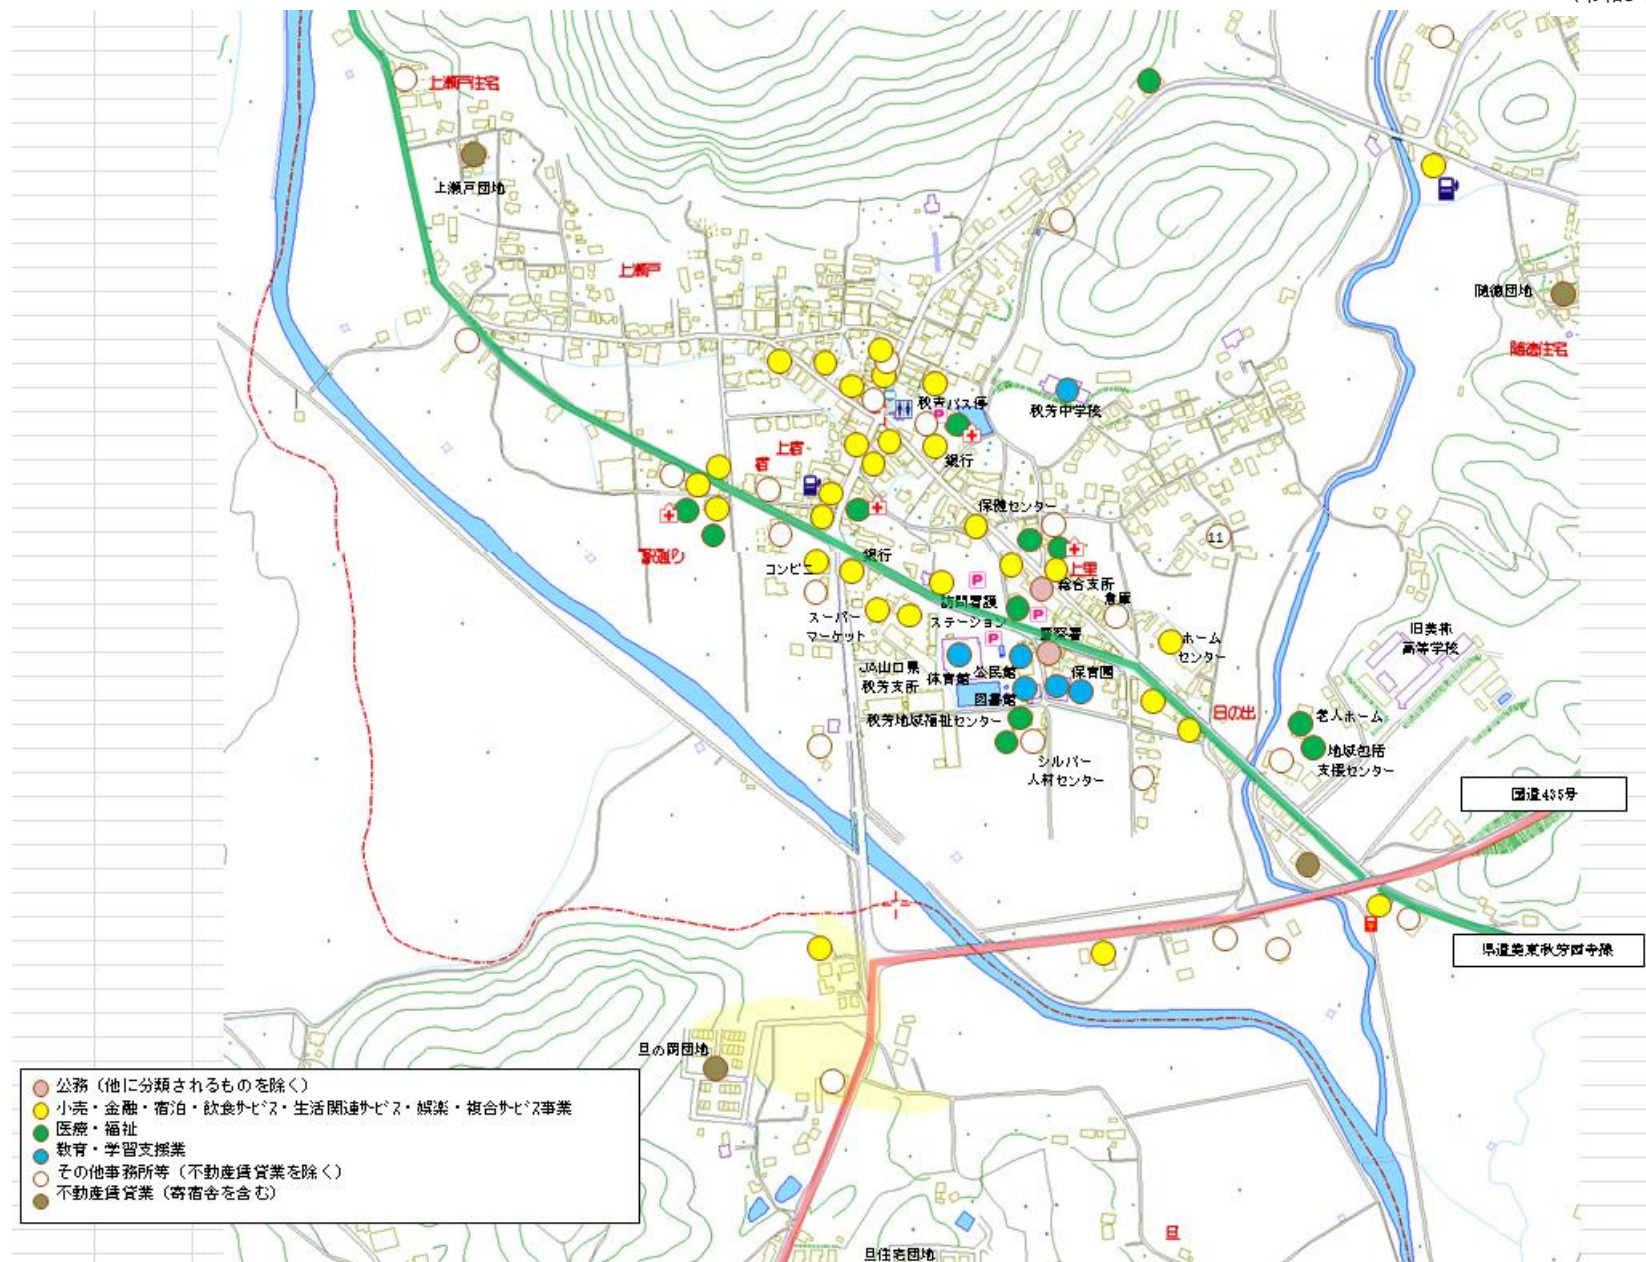 上瀬戸住宅
上瀬戸団地
上瀬戸
随徳団地
随徳住宅
秋吉バス停
P
秋芳中学校
銀行
上宿
宿
保健センター
11
コンビニ
銀行
P
上里
総合支所
倉庫
訪問看護
ステーション
P
スーパー
マーケット
P
警察署
ホーム
センター
旧美祢
高等学校
JA山口県
秋芳支所
体育館
公民館
保育園
図書館
秋芳地域福祉センター
日の出
老人ホーム
地域包括
支援センター
シルバー
人材センター
国道435号
県道美東秋芳西寺線
旦の岡団地
公務（他に分類されるものを除く）
小売・金融・宿泊・飲食サービス・生活関連サービス・娯楽・複合サービス事業
医療・福祉
教育・学習支援業
その他事務所等（不動産賃貸業を除く）
不動産賃貸業（寄宿舎を含む）
旦
旦住宅団地